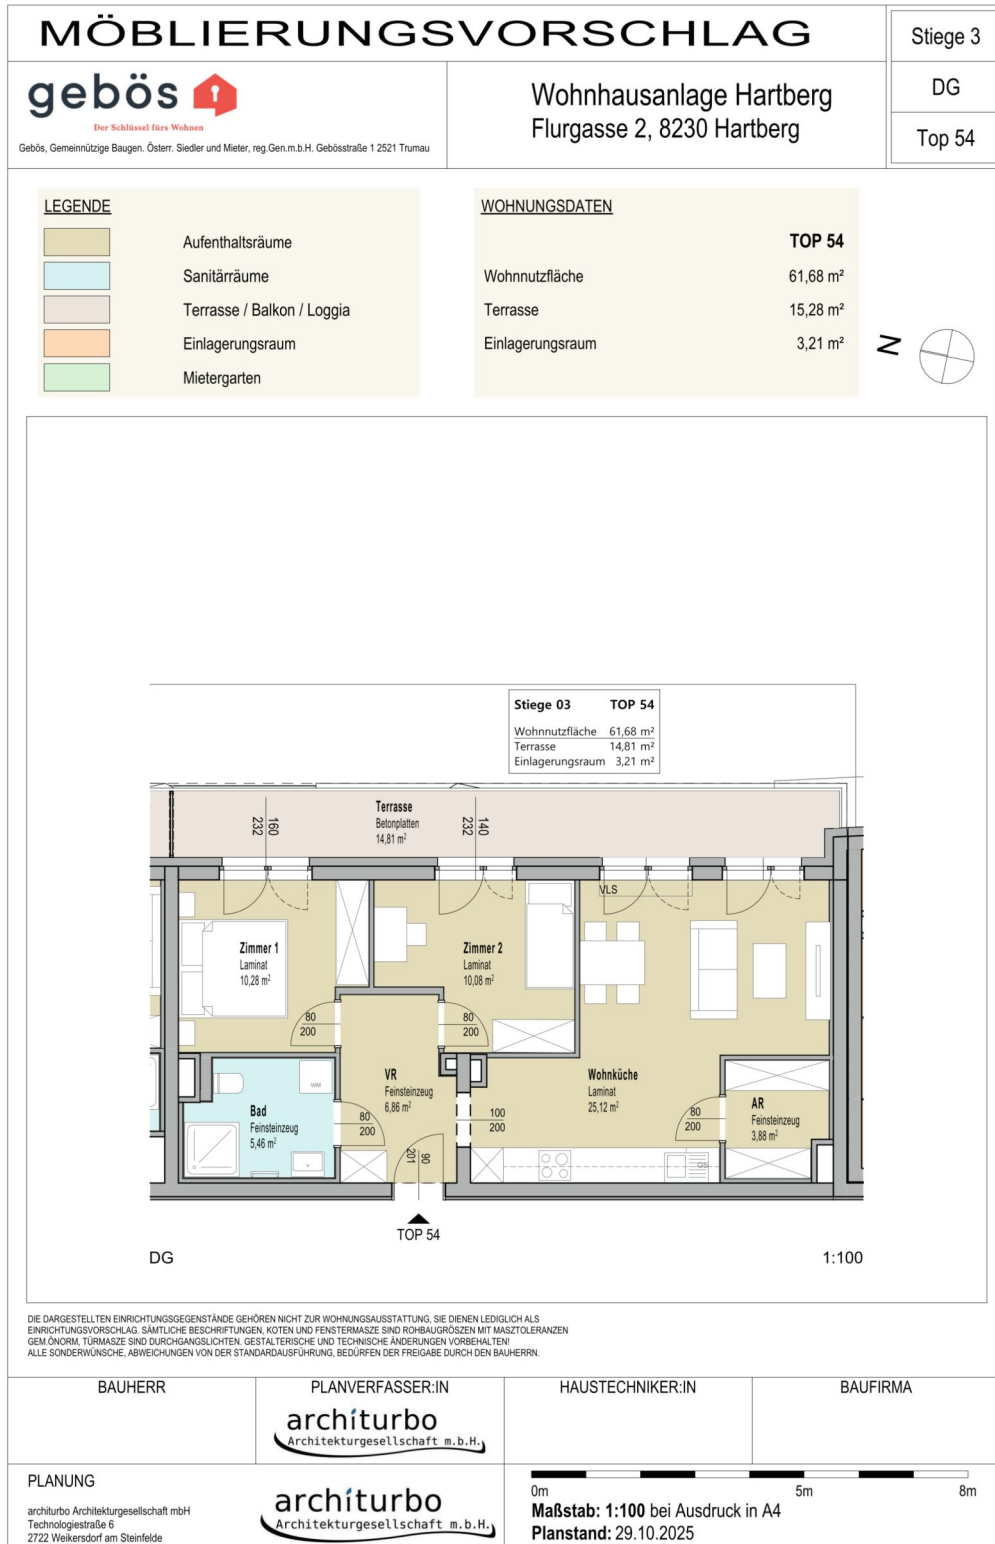 MÖBLIERUNGSVORSCHLAG
Stiege 3
DG
Top 54
gebös
Der Schlüssel fürs Wohnen
Gebös, Gemeinnützige Baugen. Österr. Siedler und Mieter, reg.Gen.m.b.H. Gebösstraße 1 2521 Trumau
Wohnhausanlage Hartberg
Flurgasse 2, 8230 Hartberg
LEGENDE
Aufenthaltsräume
Sanitärräume
Terrasse / Balkon / Loggia
Einlagerungsraum
Mietergarten
WOHNUNGSDATEN
TOP 54
Wohnnutzfläche 61,68 m²
Terrasse 15,28 m²
Einlagerungsraum 3,21 m²
N
Stiege 03 TOP 54
Wohnnutzfläche 61,68 m²
Terrasse 14,81 m²
Einlagerungsraum 3,21 m²
160
232
Terrasse
Betonplatten
14,81 m²
140
232
VLS
Zimmer 1
Laminat
10,28 m²
Zimmer 2
Laminat
10,08 m²
80
200
80
200
WM
VR
Feinsteinzeug
6,86 m²
Wohnküche
Laminat
25,12 m²
Bad
Feinsteinzeug
5,46 m²
80
200
100
200
80
200
AR
Feinsteinzeug
3,88 m²
90
201
GS
TOP 54
DG
1:100
DIE DARGESTELLTEN EINRICHTUNGSGEGENSTÄNDE GEHÖREN NICHT ZUR WOHNUNGSAUSSTATTUNG, SIE DIENEN LEDIGLICH ALS
EINRICHTUNGSVORSCHLAG. SÄMTLICHE BESCHRIFTUNGEN, KOTEN UND FENSTERMASZE SIND ROHBAUGRÖSZEN MIT MASZTOLERANZEN
GEM.ÖNORM, TÜRMASZE SIND DURCHGANGSLICHTEN. GESTALTERISCHE UND TECHNISCHE ÄNDERUNGEN VORBEHALTEN!
ALLE SONDERWÜNSCHE, ABWEICHUNGEN VON DER STANDARDAUSFÜHRUNG, BEDÜRFEN DER FREIGABE DURCH DEN BAUHERRN.
BAUHERR
PLANVERFASSER:IN
HAUSTECHNIKER:IN
BAUFIRMA
architurbo
Architekturgesellschaft m.b.H.
PLANUNG
architurbo Architekturgesellschaft mbH
Technologiestraße 6
2722 Weikersdorf am Steinfelde
architurbo
Architekturgesellschaft m.b.H.
0m 5m 8m
Maßstab: 1:100 bei Ausdruck in A4
Planstand: 29.10.2025